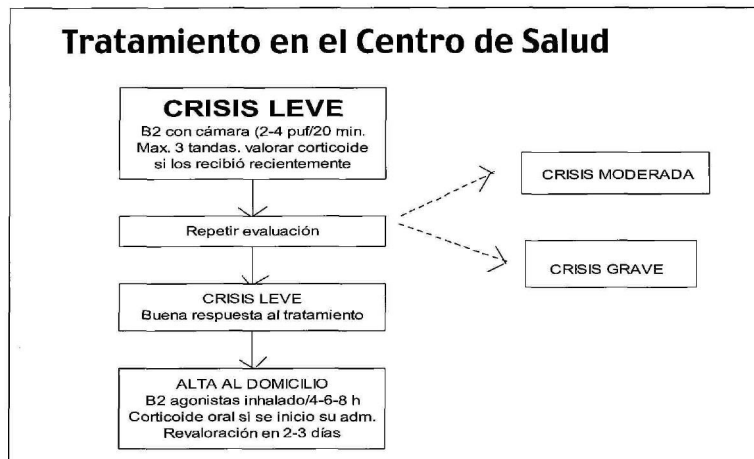 Tratamiento en el Centro de Salud
CRISIS LEVE
B2 con cámara (2-4 puf/20 min.
Max. 3 tandas. valorar corticoide
si los recibió recientemente
CRISIS MODERADA
Repetir evaluación
CRISIS GRAVE
CRISIS LEVE
Buena respuesta al tratamiento
ALTA AL DOMICILIO
B2 agonistas inhalado/4-6-8 h
Corticoide oral si se inicio su adm.
Revaloración en 2-3 días